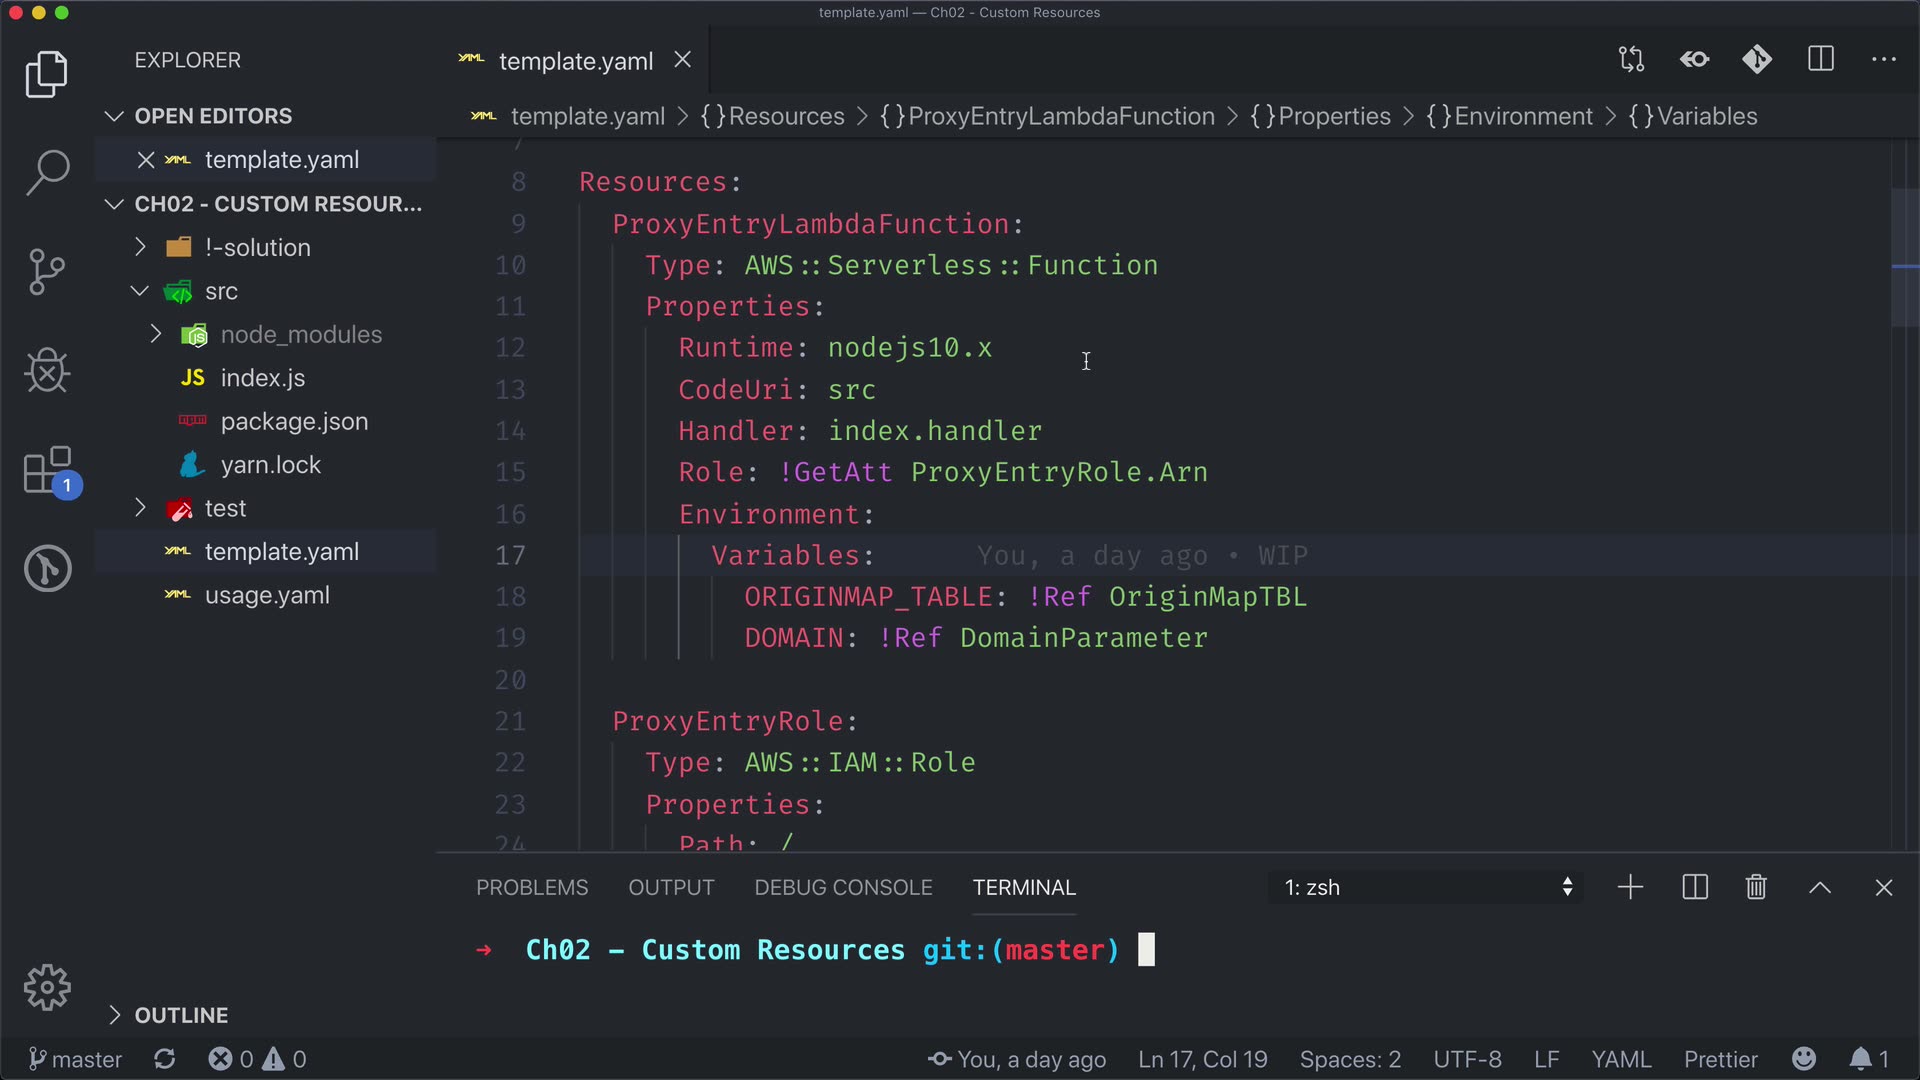 template.yaml — Ch02 - Custom Resources
EXPLORER
OPEN EDITORS
template.yaml
CH02 - CUSTOM RESOUR...
!-solution
src
node_modules
index.js
package.json
yarn.lock
test
template.yaml
usage.yaml
OUTLINE
1
template.yaml
template.yaml > {} Resources > {} ProxyEntryLambdaFunction > {} Properties > {} Environment > {} Variables
7
8 Resources:
9 ProxyEntryLambdaFunction:
10 Type: AWS::Serverless::Function
11 Properties:
12 Runtime: nodejs10.x
13 CodeUri: src
14 Handler: index.handler
15 Role: !GetAtt ProxyEntryRole.Arn
16 Environment:
17 Variables: You, a day ago • WIP
18 ORIGINMAP_TABLE: !Ref OriginMapTBL
19 DOMAIN: !Ref DomainParameter
20
21 ProxyEntryRole:
22 Type: AWS::IAM::Role
23 Properties:
24 Path: /
PROBLEMS OUTPUT DEBUG CONSOLE TERMINAL 1: zsh
→ Ch02 - Custom Resources git:(master)
master 0 0 You, a day ago Ln 17, Col 19 Spaces: 2 UTF-8 LF YAML Prettier 1